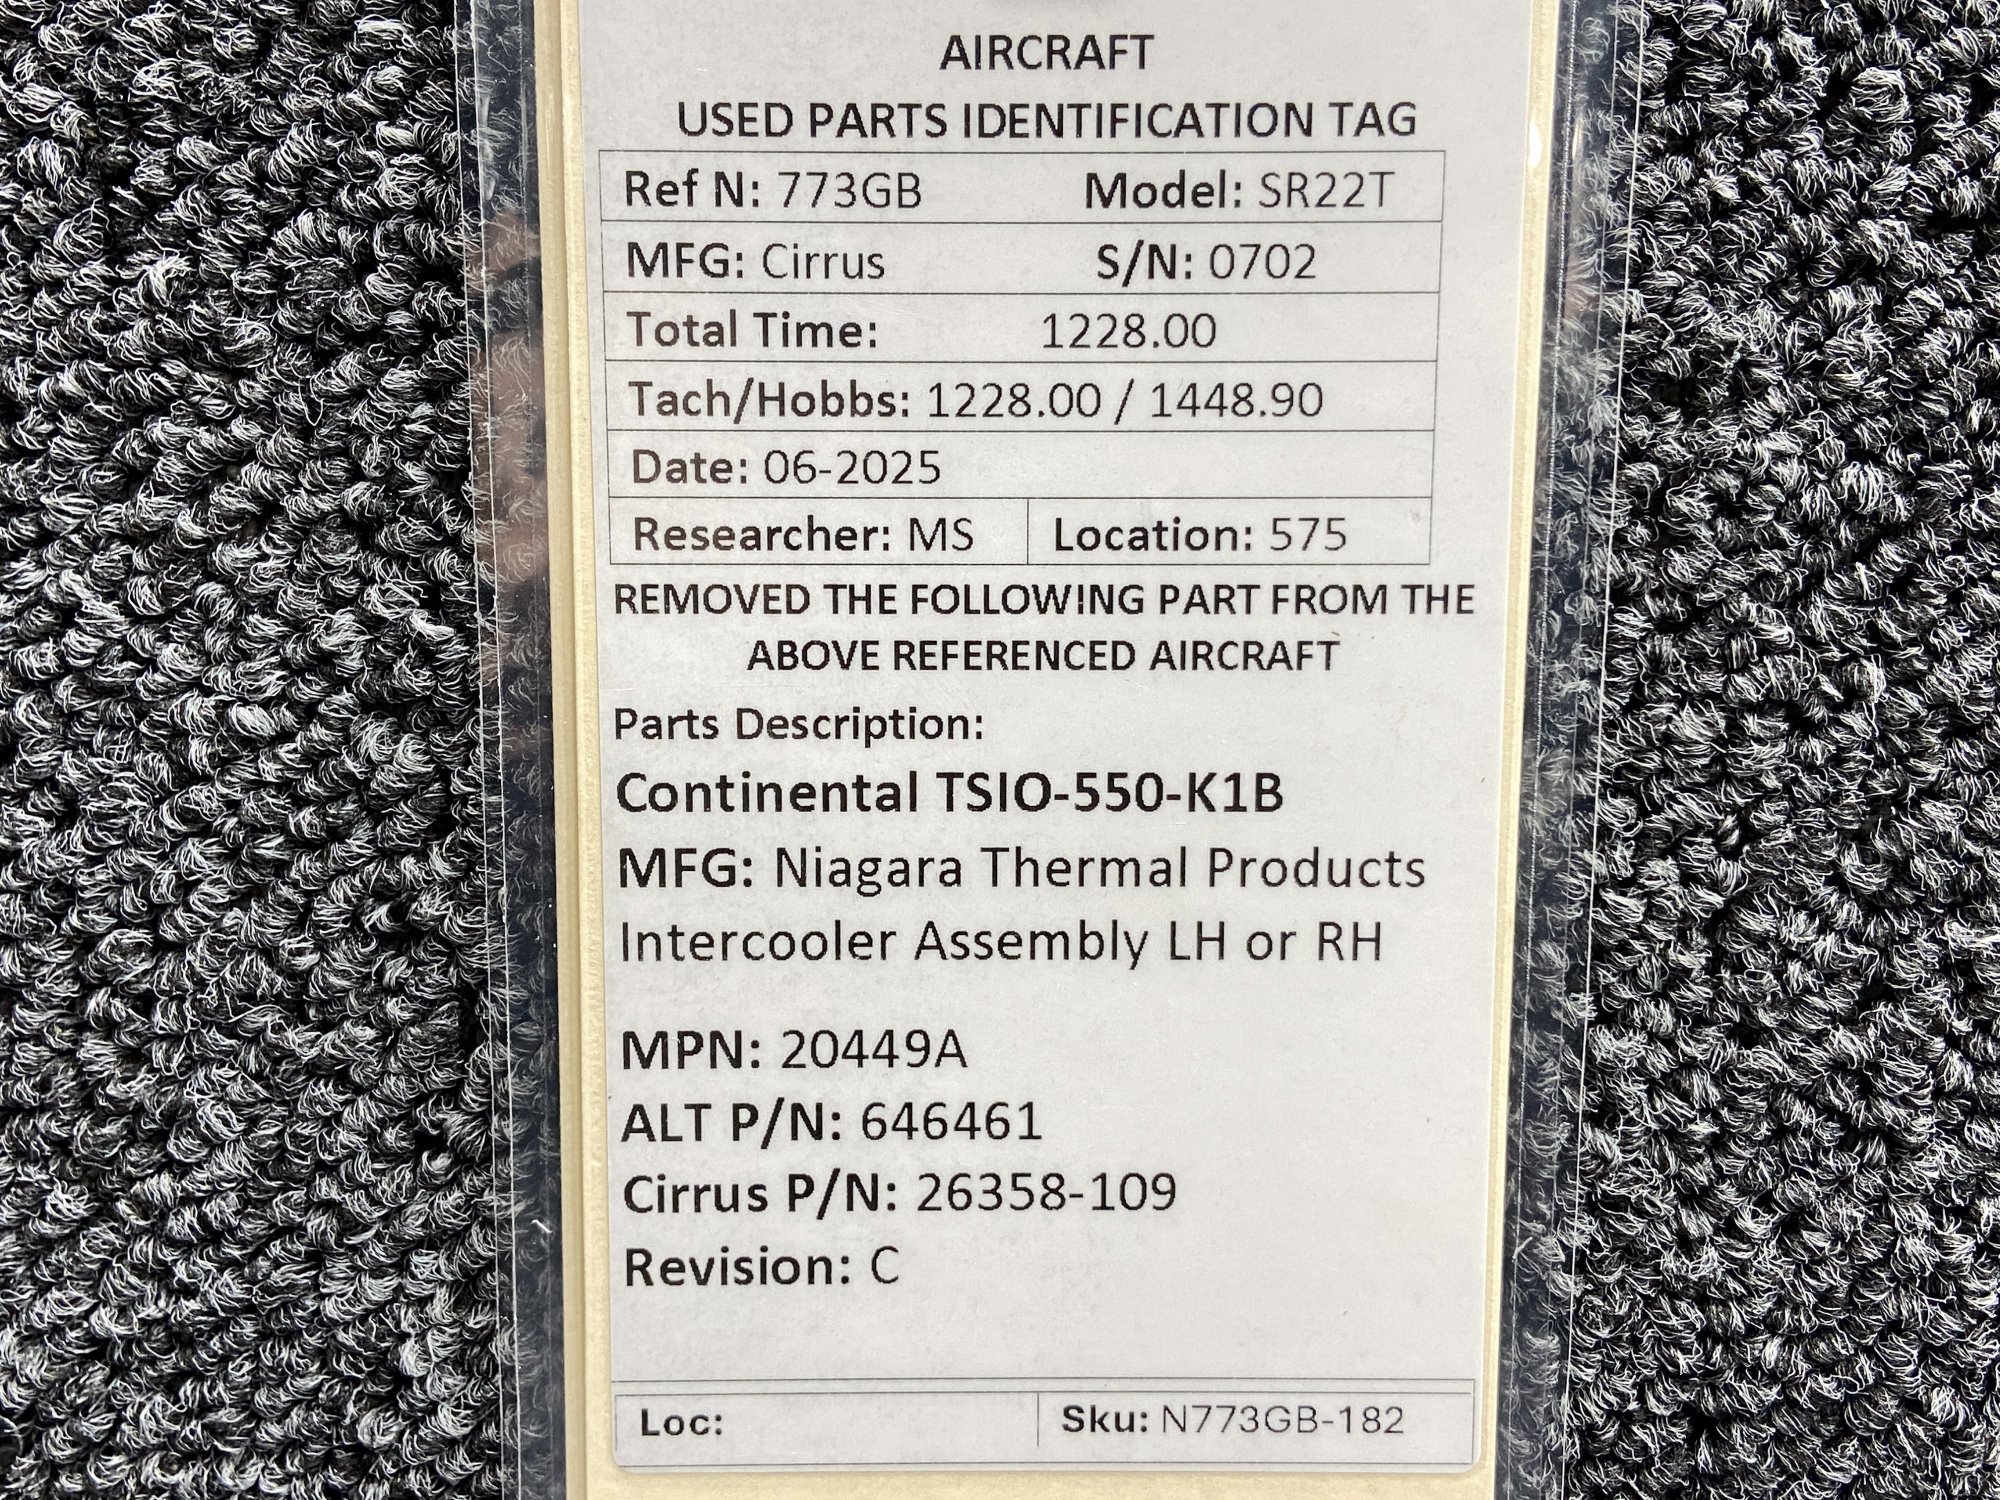 AIRCRAFT
USED PARTS IDENTIFICATION TAG
Ref N: 773GB Model: SR22T
MFG: Cirrus S/N: 0702
Total Time: 1228.00
Tach/Hobbs: 1228.00 / 1448.90
Date: 06-2025
Researcher: MS Location: 575
REMOVED THE FOLLOWING PART FROM THE
ABOVE REFERENCED AIRCRAFT
Parts Description:
Continental TSIO-550-K1B
MFG: Niagara Thermal Products
Intercooler Assembly LH or RH
MPN: 20449A
ALT P/N: 646461
Cirrus P/N: 26358-109
Revision: C
Loc: Sku: N773GB-182